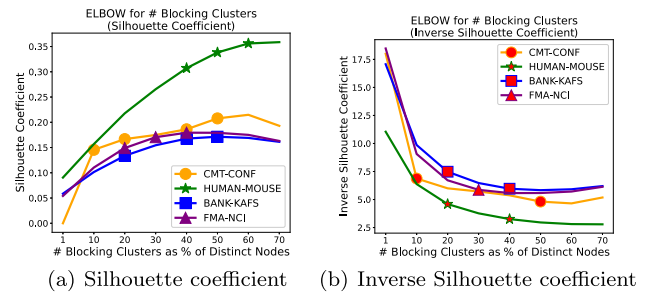 ELBOW for # Blocking Clusters
(Silhouette Coefficient)
Silhouette Coefficient
0.35
0.30
0.25
0.20
0.15
0.10
0.05
0.00
CMT-CONF
HUMAN-MOUSE
BANK-KAFS
FMA-NCI
1 10 20 30 40 50 60 70
# Blocking Clusters as % of Distinct Nodes
(a) Silhouette coefficient
ELBOW for # Blocking Clusters
(Inverse Silhouette Coefficient)
Inverse Silhouette Coefficient
17.5
15.0
12.5
10.0
7.5
5.0
2.5
CMT-CONF
HUMAN-MOUSE
BANK-KAFS
FMA-NCI
1 10 20 30 40 50 60 70
# Blocking Clusters as % of Distinct Nodes
(b) Inverse Silhouette coefficient